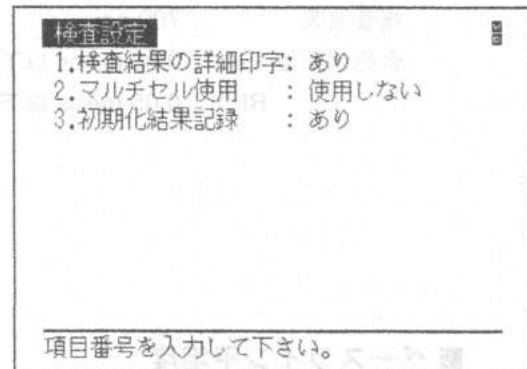 検査設定
1.検査結果の詳細印字: あり
2.マルチセル使用 : 使用しない
3.初期化結果記録 : あり
項目番号を入力して下さい。